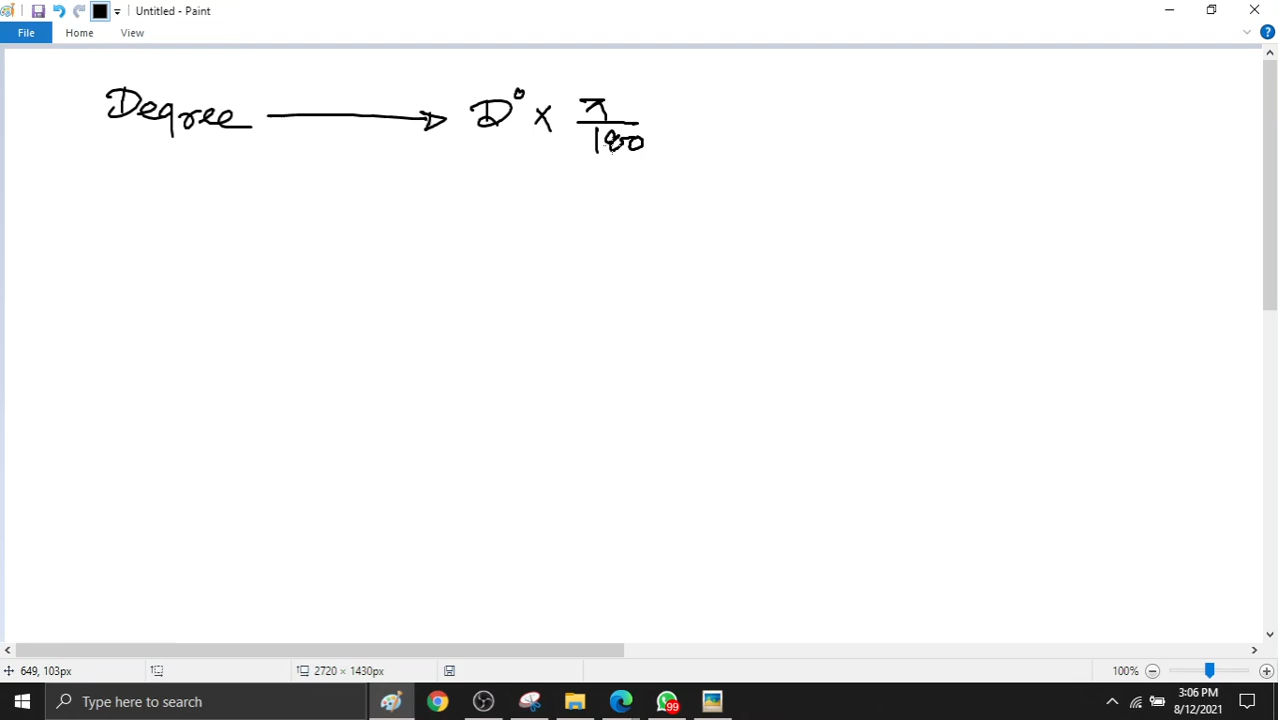 Untitled - Paint
File Home View
Degree → D° × π/180
649, 103px 2720 × 1430px 100%
Type here to search 99 3:06 PM
8/12/2021